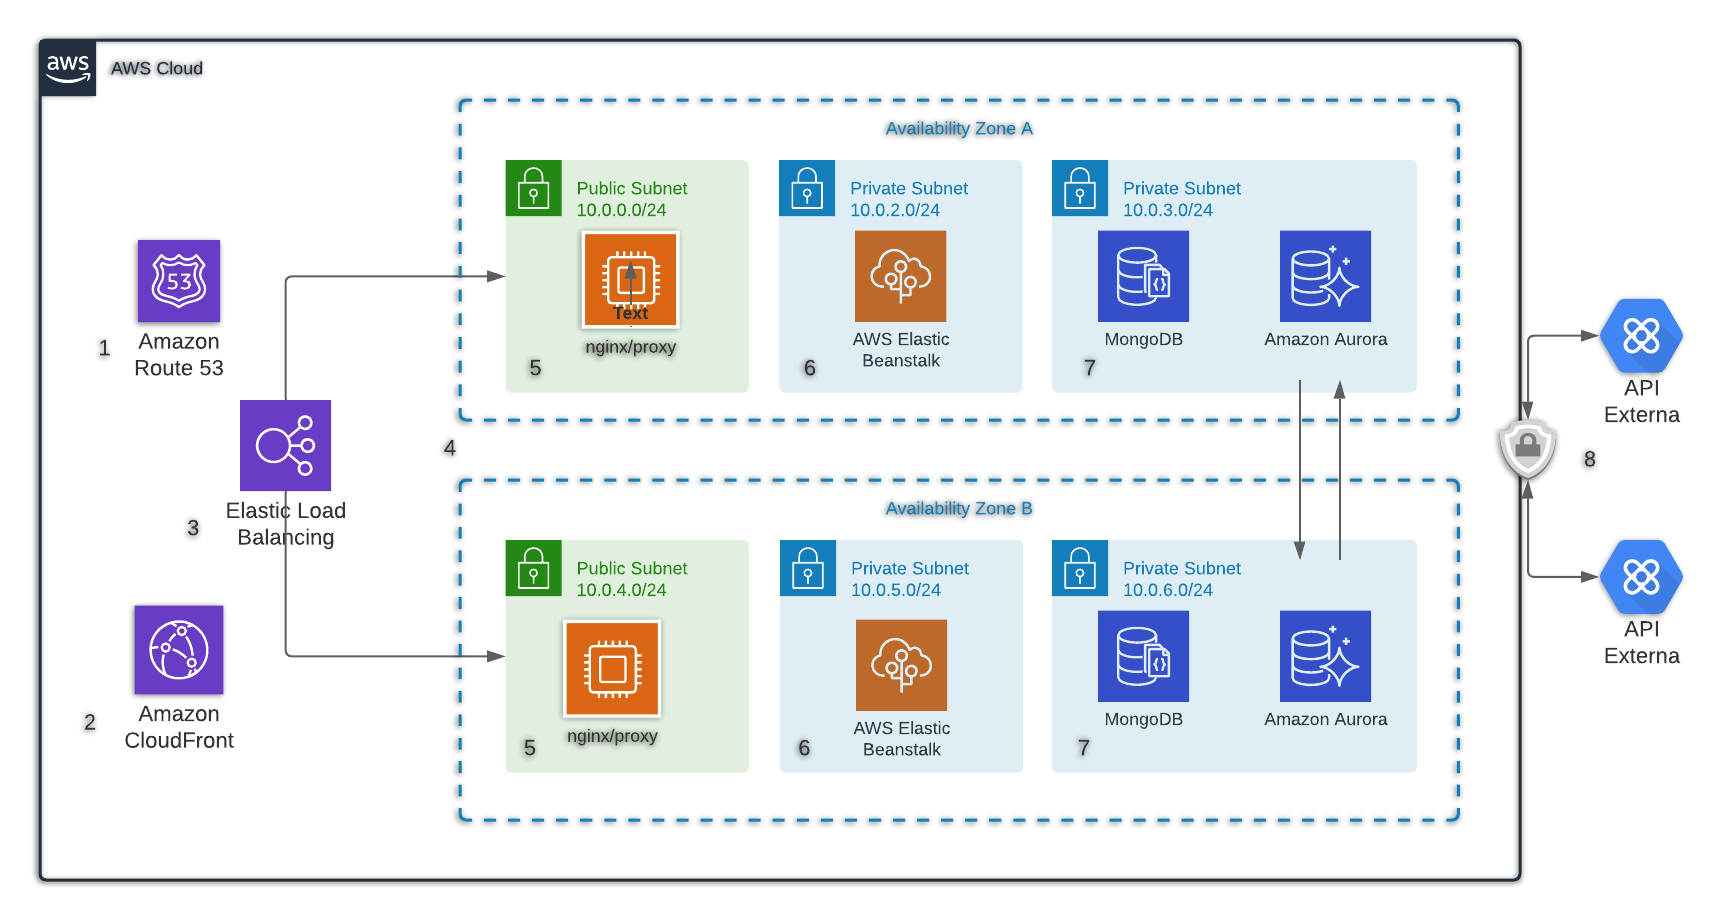 aws
AWS Cloud
Availability Zone A
Public Subnet
10.0.0.0/24
Text
nginx/proxy
5
Private Subnet
10.0.2.0/24
AWS Elastic
Beanstalk
6
Private Subnet
10.0.3.0/24
MongoDB
Amazon Aurora
7
53
1
Amazon
Route 53
3
Elastic Load
Balancing
4
2
Amazon
CloudFront
Availability Zone B
Public Subnet
10.0.4.0/24
nginx/proxy
5
Private Subnet
10.0.5.0/24
AWS Elastic
Beanstalk
6
Private Subnet
10.0.6.0/24
MongoDB
Amazon Aurora
7
API
Externa
8
API
Externa